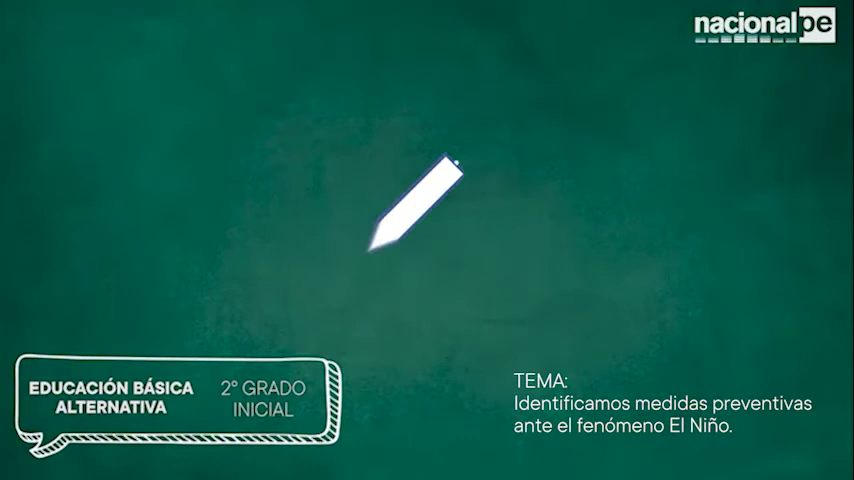 nacionalpe
EDUCACIÓN BÁSICA
ALTERNATIVA
2° GRADO
INICIAL
TEMA:
Identificamos medidas preventivas
ante el fenómeno El Niño.